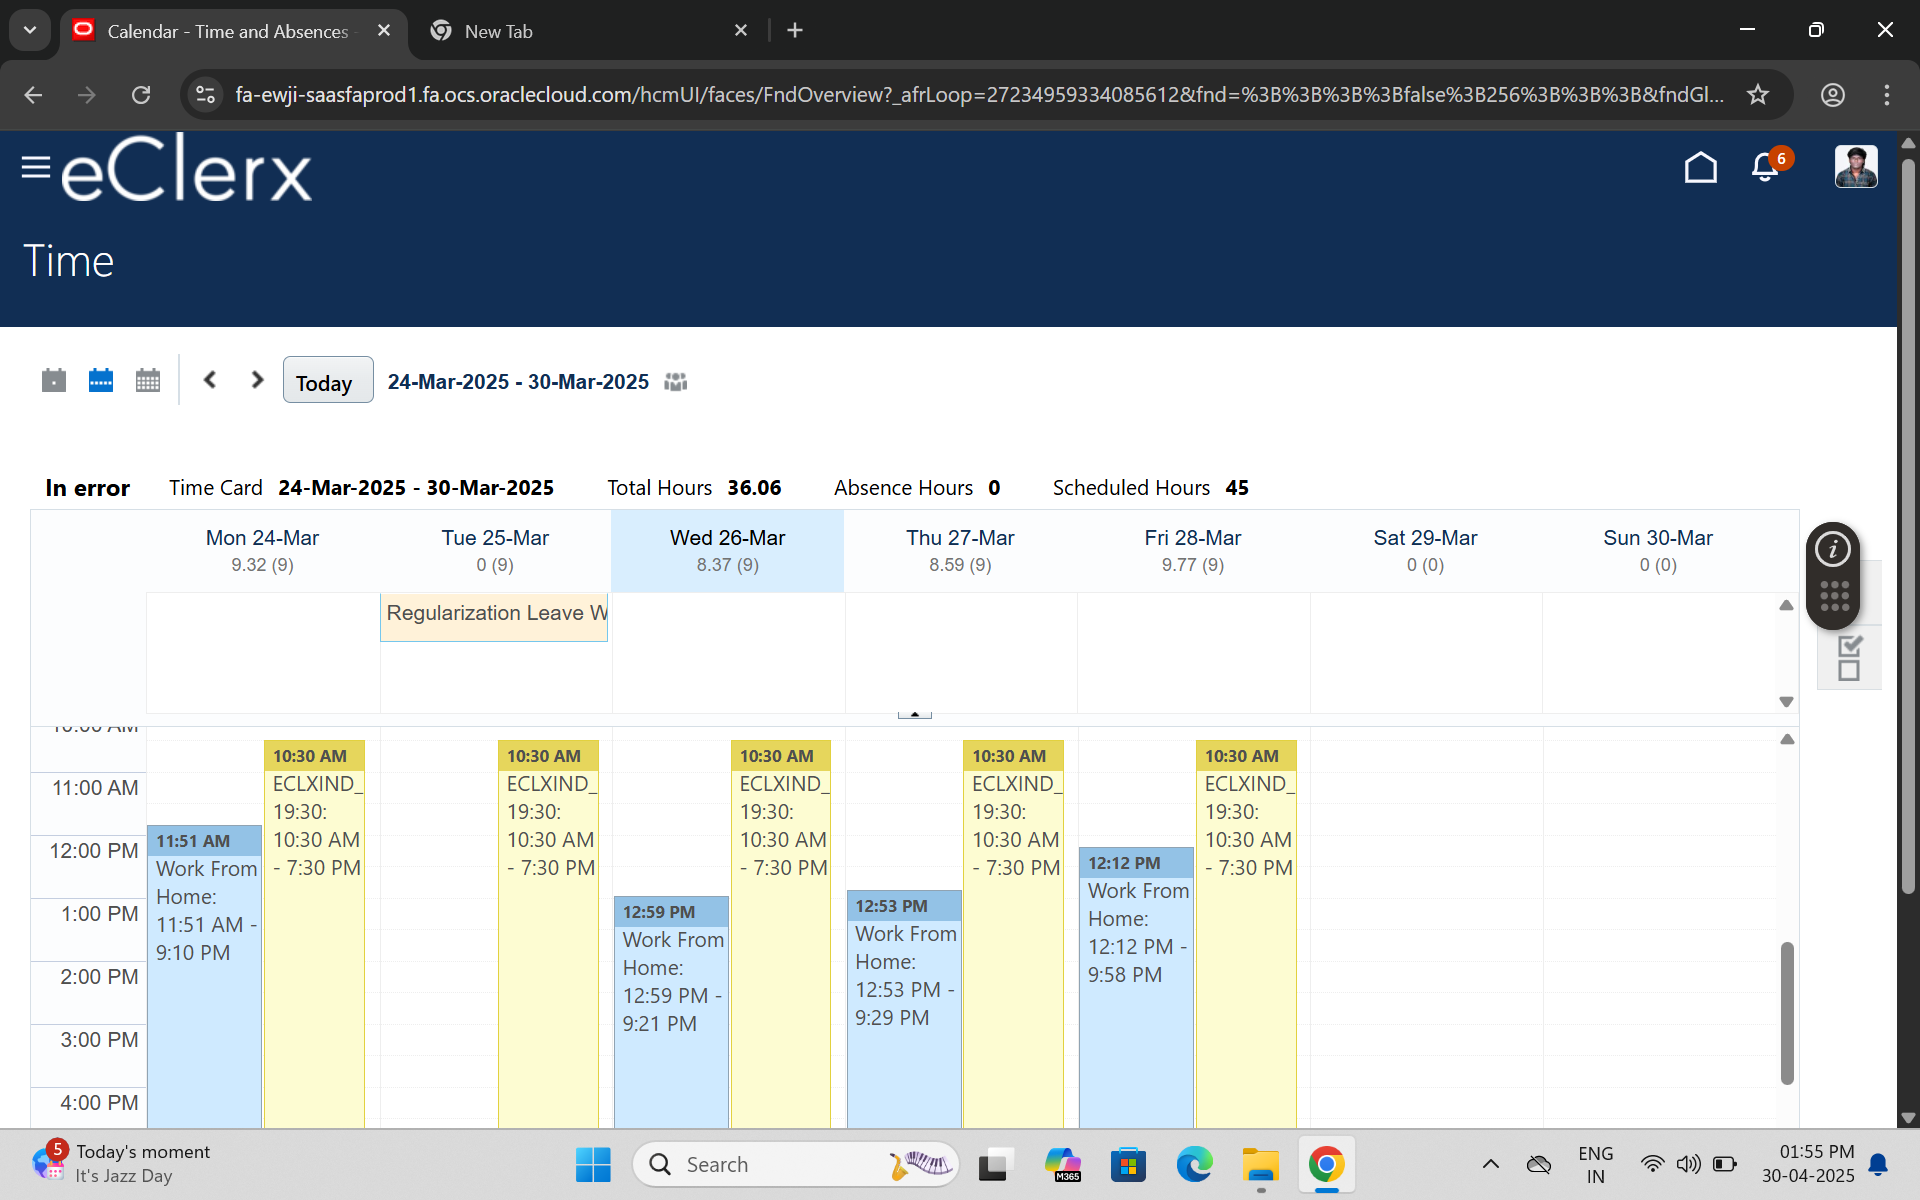 Calendar - Time and Absences -
New Tab
fa-ewji-saasfaprod1.fa.ocs.oraclecloud.com/hcmUI/faces/FndOverview?_afrLoop=27234959334085612&fnd=%3B%3B%3B%3Bfalse%3B256%3B%3B%3B&fndGl...
eClerx
6
Time
Today
24-Mar-2025 - 30-Mar-2025
In error Time Card 24-Mar-2025 - 30-Mar-2025 Total Hours 36.06 Absence Hours 0 Scheduled Hours 45
Mon 24-Mar Tue 25-Mar Wed 26-Mar Thu 27-Mar Fri 28-Mar Sat 29-Mar Sun 30-Mar
9.32 (9) 0 (9) 8.37 (9) 8.59 (9) 9.77 (9) 0 (0) 0 (0)
i
Regularization Leave W
11:00 AM
12:00 PM
1:00 PM
2:00 PM
3:00 PM
4:00 PM
11:51 AM
Work From
Home:
11:51 AM -
9:10 PM
10:30 AM
ECLXIND_
19:30:
10:30 AM
- 7:30 PM
10:30 AM
ECLXIND_
19:30:
10:30 AM
- 7:30 PM
12:59 PM
Work From
Home:
12:59 PM -
9:21 PM
10:30 AM
ECLXIND_
19:30:
10:30 AM
- 7:30 PM
12:53 PM
Work From
Home:
12:53 PM -
9:29 PM
10:30 AM
ECLXIND_
19:30:
10:30 AM
- 7:30 PM
12:12 PM
Work From
Home:
12:12 PM -
9:58 PM
10:30 AM
ECLXIND_
19:30:
10:30 AM
- 7:30 PM
5
Today's moment
It's Jazz Day
Search
M365
ENG
IN
01:55 PM
30-04-2025